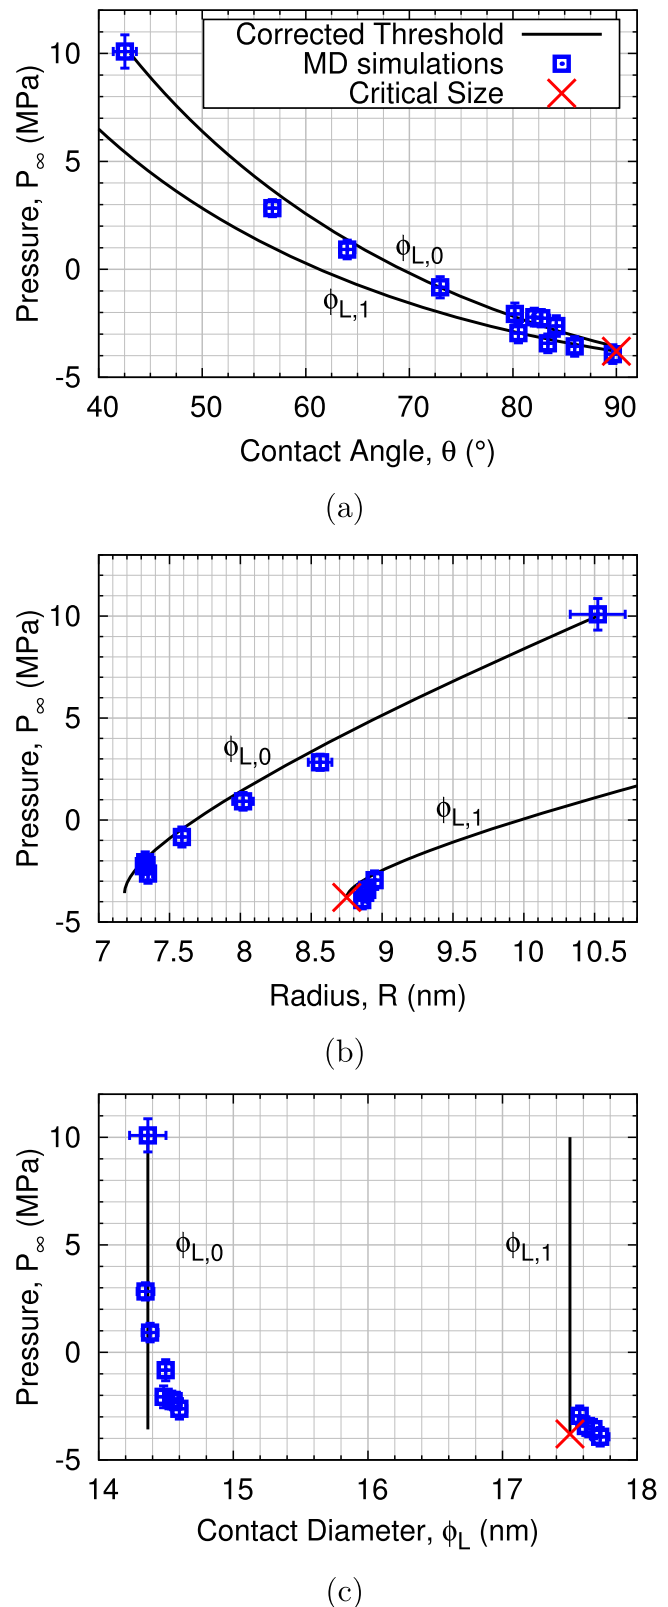 Corrected Threshold
MD simulations
Critical Size
10
5
0
-5
Pressure, P∞ (MPa)
ϕL,0
ϕL,1
40 50 60 70 80 90
Contact Angle, θ (°)
(a)
10
5
0
-5
Pressure, P∞ (MPa)
ϕL,0
ϕL,1
7 7.5 8 8.5 9 9.5 10 10.5
Radius, R (nm)
(b)
10
5
0
-5
Pressure, P∞ (MPa)
ϕL,0
ϕL,1
14 15 16 17 18
Contact Diameter, ϕL (nm)
(c)